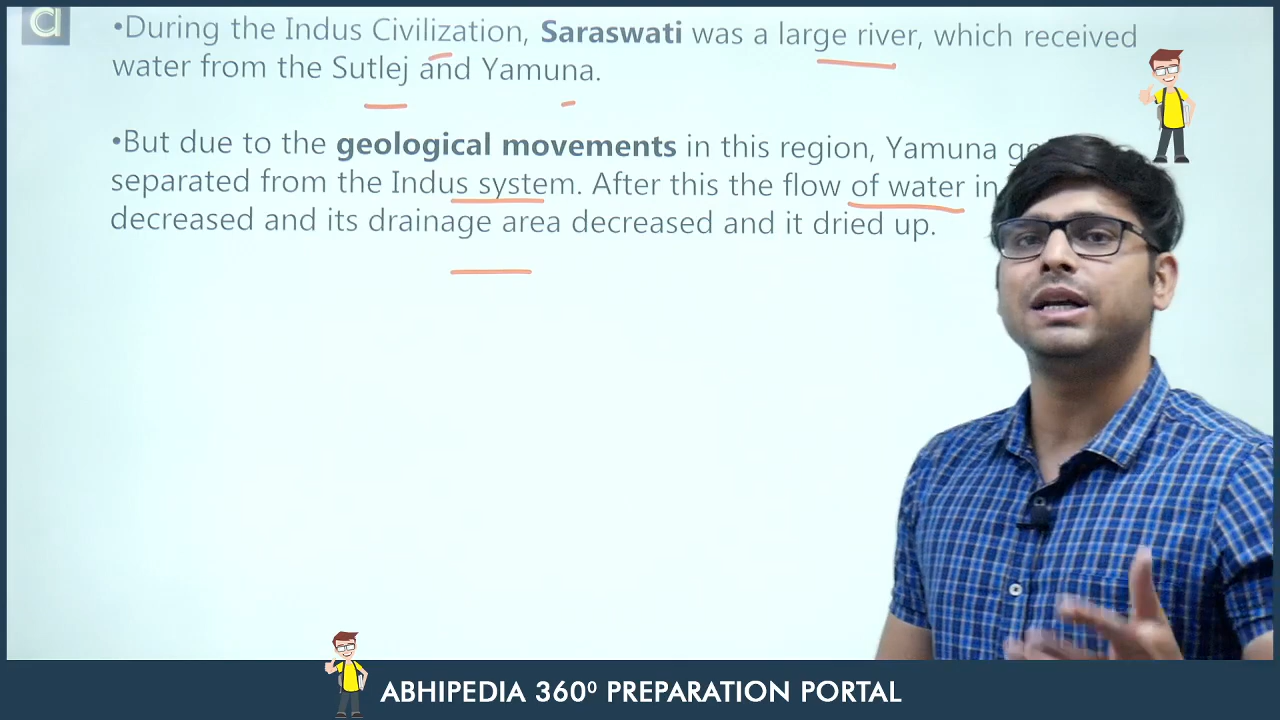 a
•During the Indus Civilization, Saraswati was a large river, which received
water from the Sutlej and Yamuna.
•But due to the geological movements in this region, Yamuna
separated from the Indus system. After this the flow of water in
decreased and its drainage area decreased and it dried up.
ABHIPEDIA 360⁰ PREPARATION PORTAL